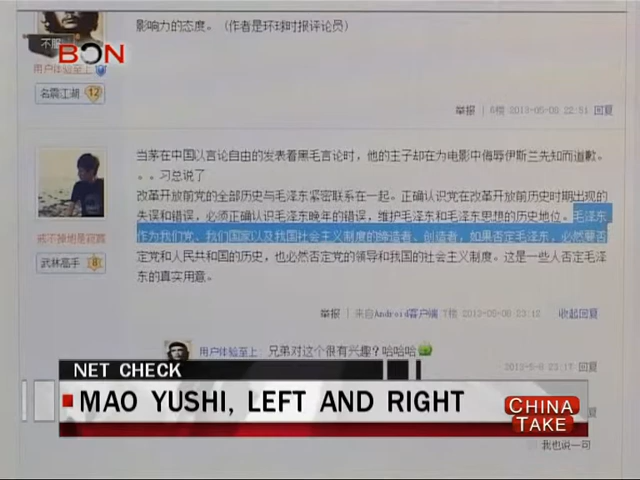 影响力的态度。(作者是环球时报评论员)
BON
用户体验至上
名震江湖 12
举报 | 6楼 2013-05-06 22:51 回复
当茅在中国以言论自由的发表着黑毛言论时，他的主子却在为电影中侮辱伊斯兰先知而道歉。
。。习总说了
改革开放前党的全部历史与毛泽东紧密联系在一起。正确认识党在改革开放前历史时期出现的
失误和错误，必须正确认识毛泽东晚年的错误，维护毛泽东和毛泽东思想的历史地位。毛泽东
作为我们党、我们国家以及我国社会主义制度的缔造者、创造者，如果否定毛泽东，必然要否
定党和人民共和国的历史，也必然否定党的领导和我国的社会主义制度。这是一些人否定毛泽
东的真实用意。
戒不掉地是寂寞
武林高手 8
举报 | 来自Android客户端 7楼 2013-05-06 23:12 收起回复
用户体验至上: 兄弟对这个很有兴趣？哈哈哈
2013-5-6 23:17 回复
NET CHECK
MAO YUSHI, LEFT AND RIGHT
CHINA
TAKE
我也说一句